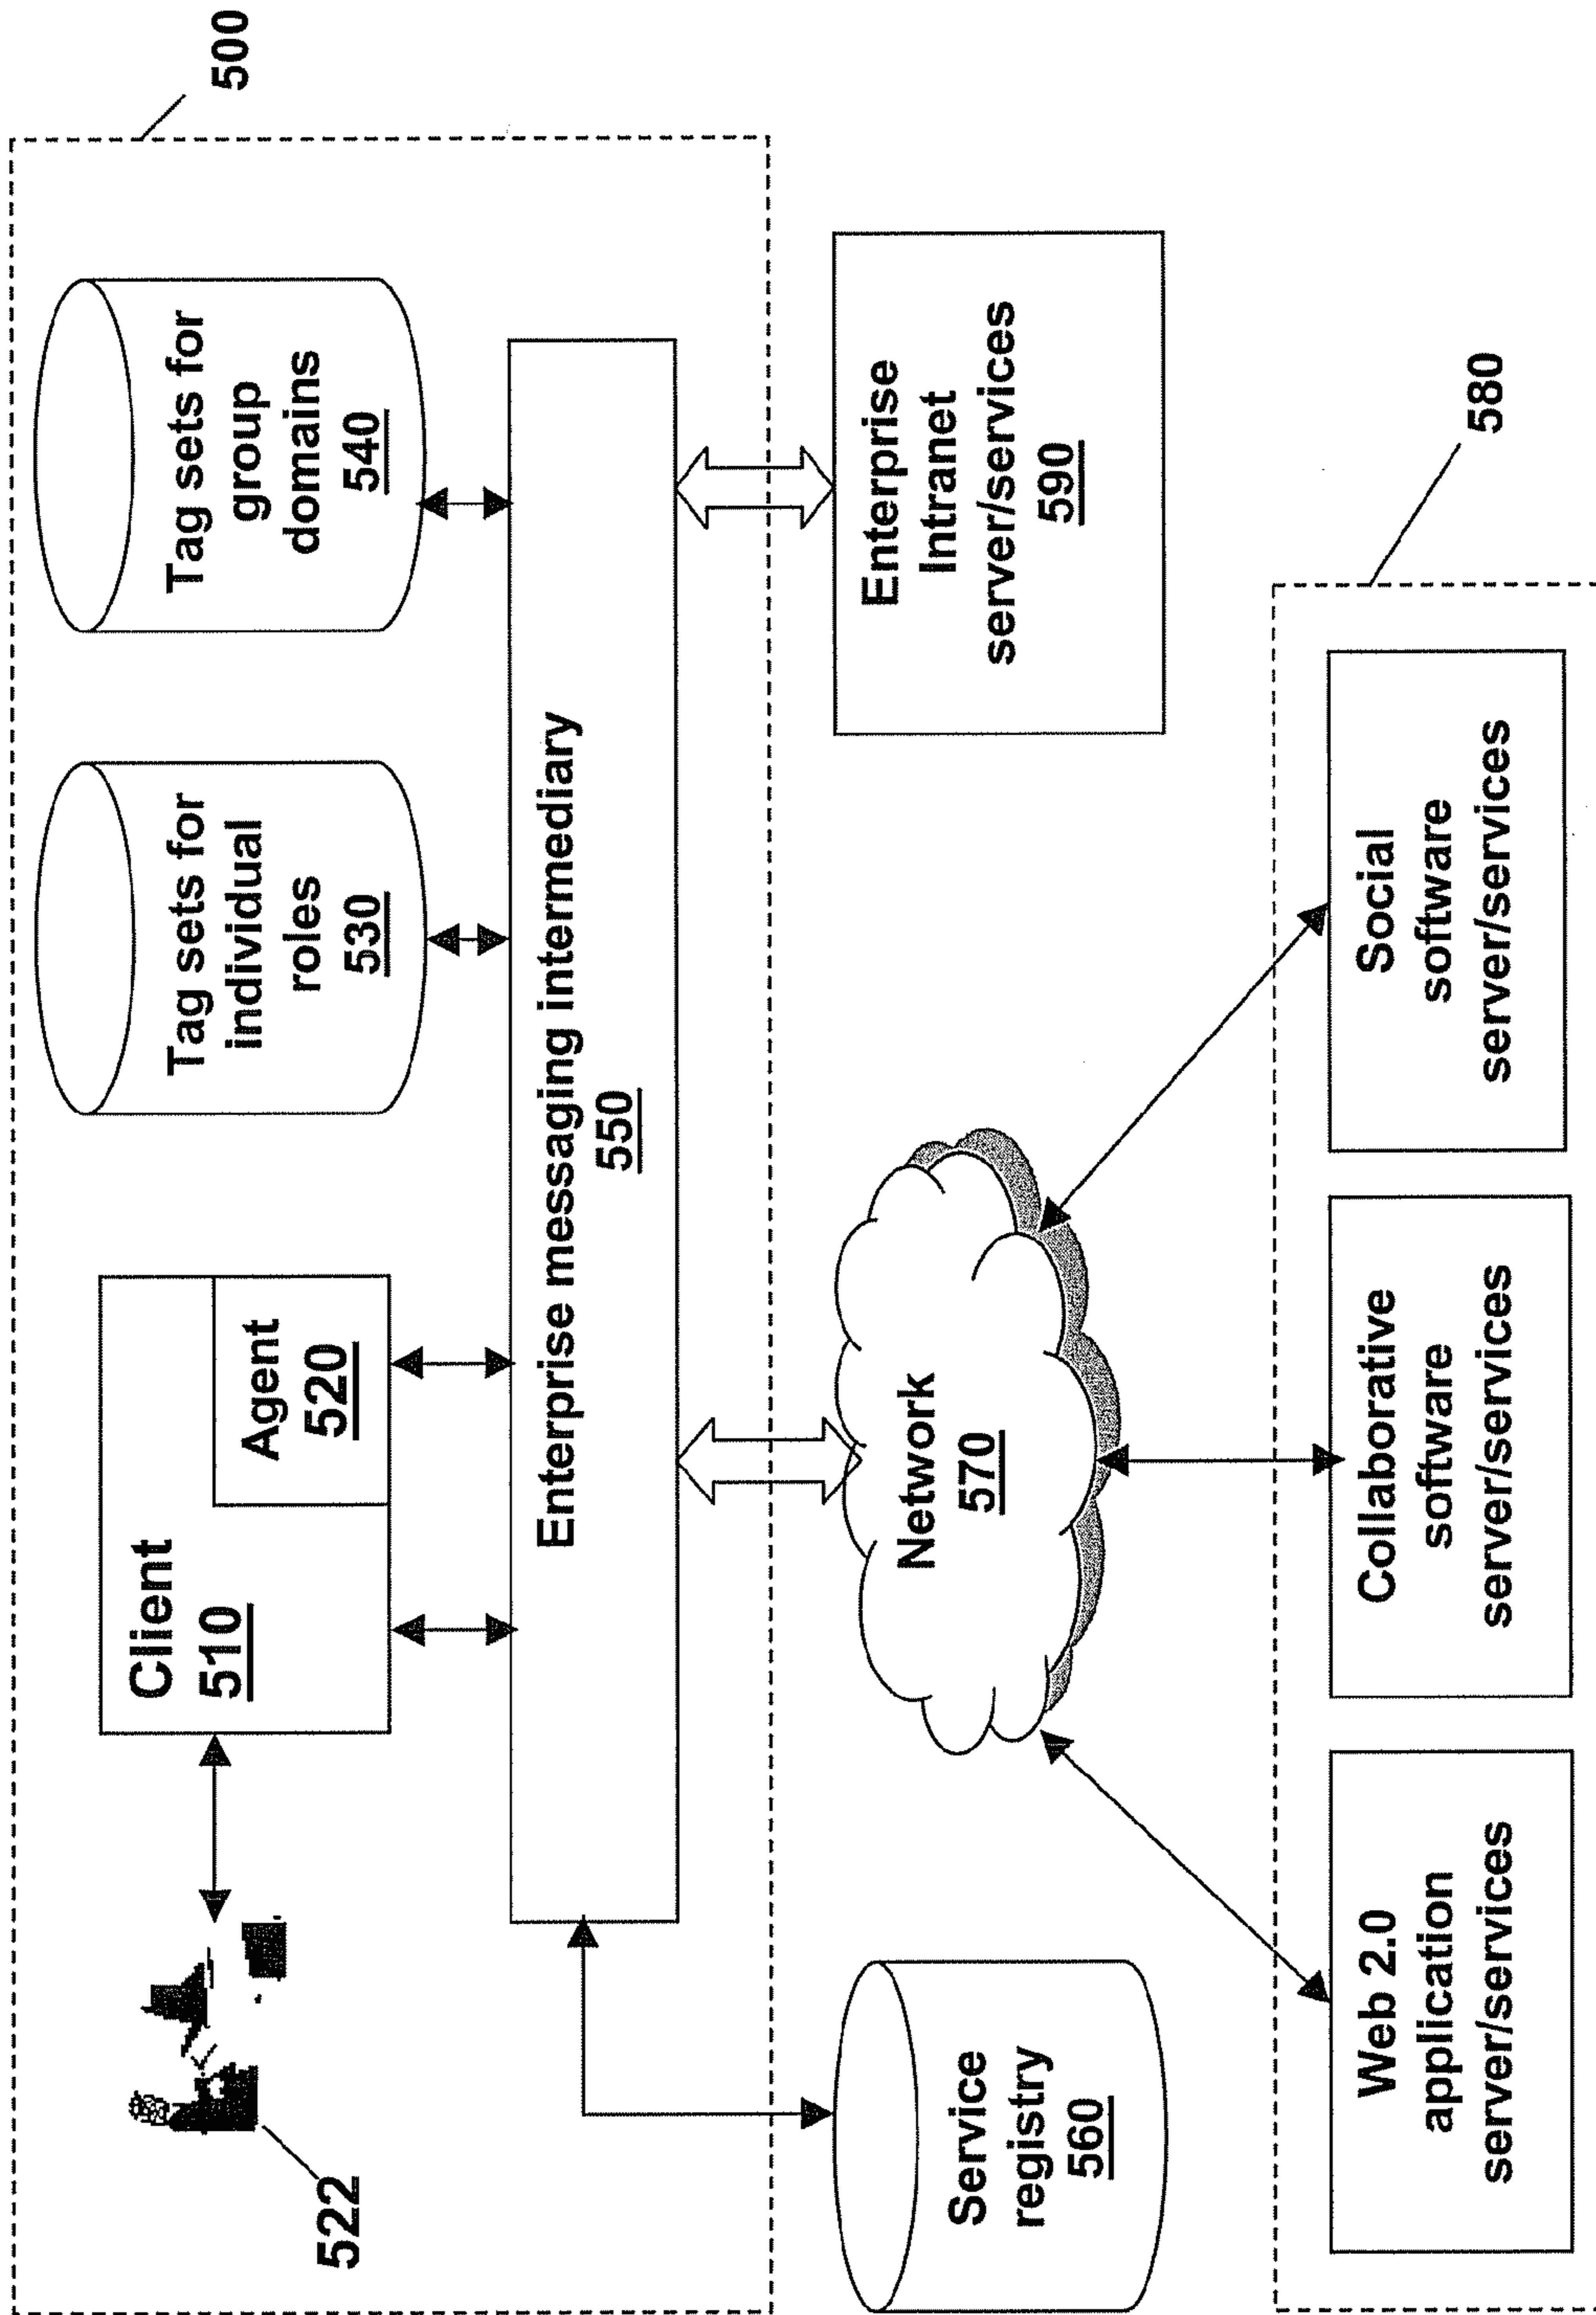 500
522
Client
510
Agent
520
Tag sets for
individual
roles
530
Tag sets for
group
domains
540
Enterprise messaging intermediary
550
Service
registry
560
Network
570
Enterprise
Intranet
server/services
590
580
Web 2.0
application
server/services
Collaborative
software
server/services
Social
software
server/services